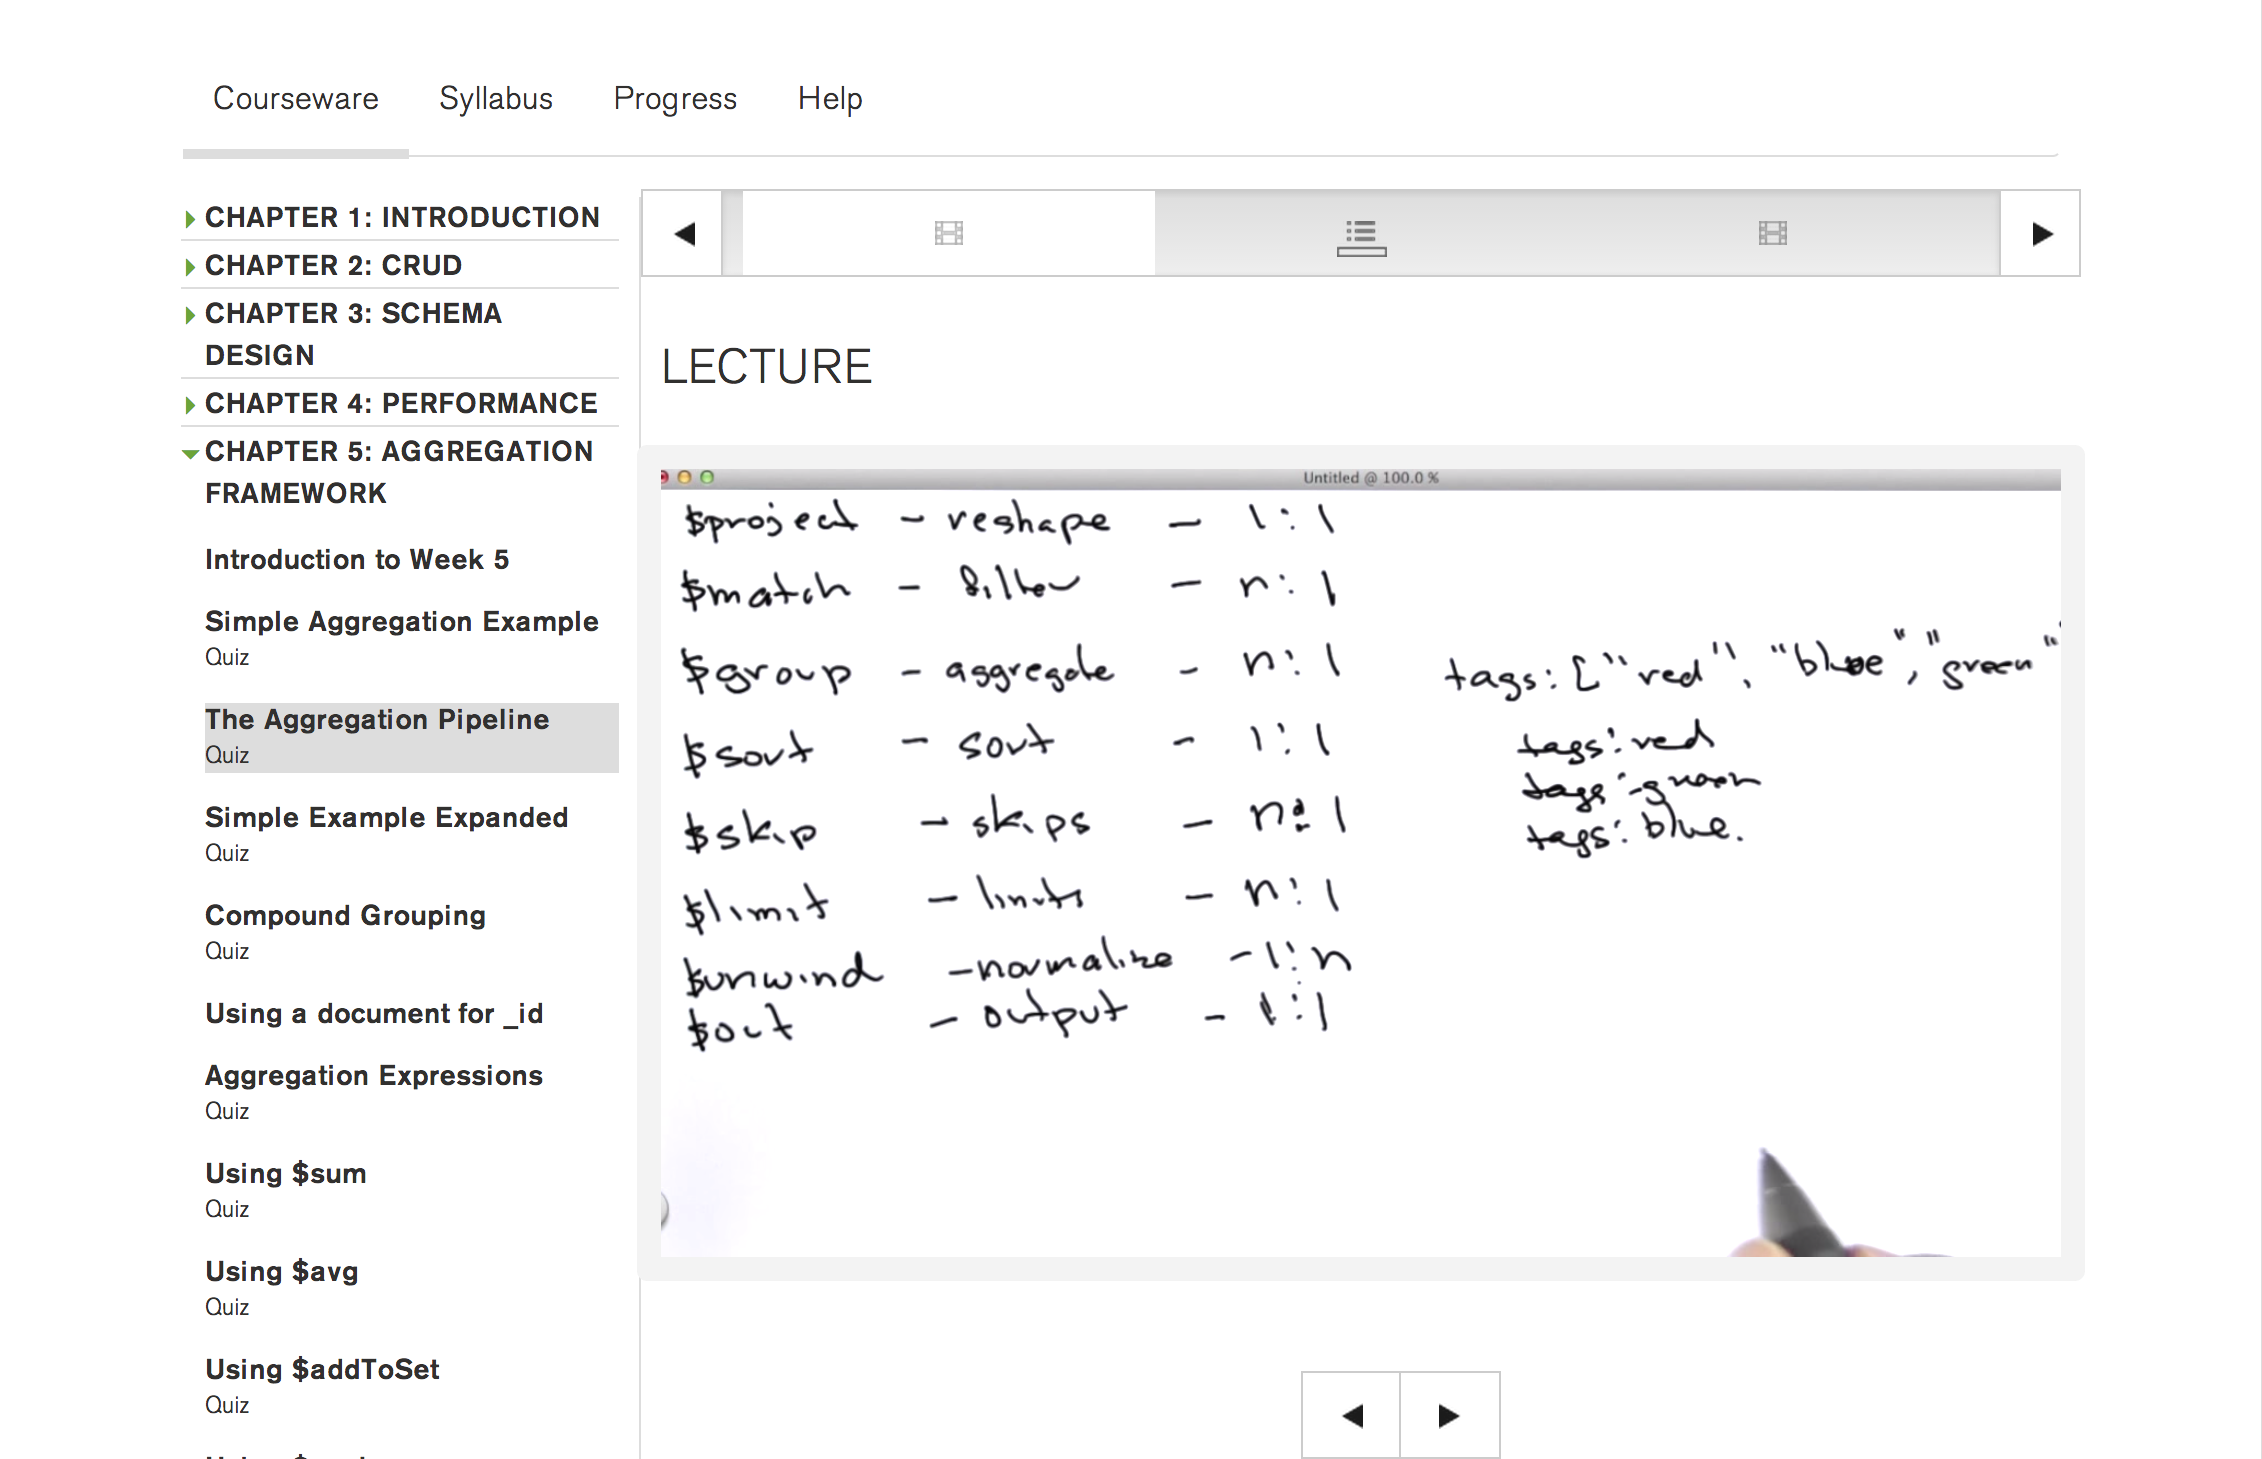 Courseware Syllabus Progress Help
CHAPTER 1: INTRODUCTION
CHAPTER 2: CRUD
CHAPTER 3: SCHEMA
DESIGN
CHAPTER 4: PERFORMANCE
CHAPTER 5: AGGREGATION
FRAMEWORK
Introduction to Week 5
Simple Aggregation Example
Quiz
The Aggregation Pipeline
Quiz
Simple Example Expanded
Quiz
Compound Grouping
Quiz
Using a document for _id
Aggregation Expressions
Quiz
Using $sum
Quiz
Using $avg
Quiz
Using $addToSet
Quiz
LECTURE
Untitled @ 100.0 %
$project - reshape - 1:1
$match - filter - n:1
$group - aggregate - n:1
$sort - sort - 1:1
$skip - skips - n:1
$limit - limits - n:1
$unwind - normalize - 1:n
$out - output - 1:1
tags: ["red", "blue", "green"
tags: red
tags: green
tags: blue.